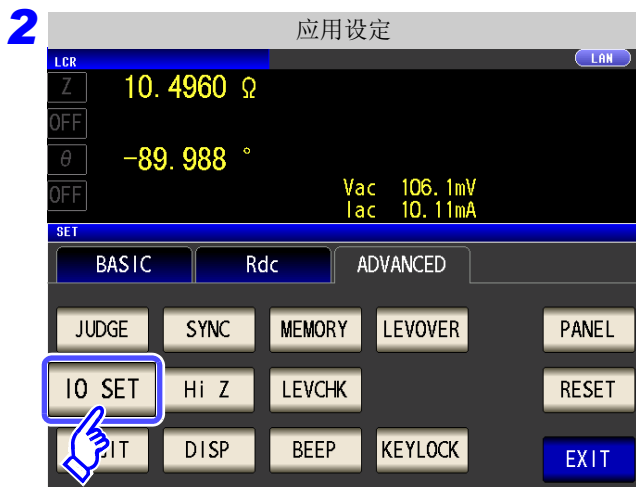 2
应用设定
LCR
LAN
Z 10.4960 Ω
OFF
θ -89.988 °
OFF
Vac 106.1mV
Iac 10.11mA
SET
BASIC Rdc ADVANCED
JUDGE SYNC MEMORY LEVOVER PANEL
IO SET Hi Z LEVCHK RESET
IT DISP BEEP KEYLOCK EXIT